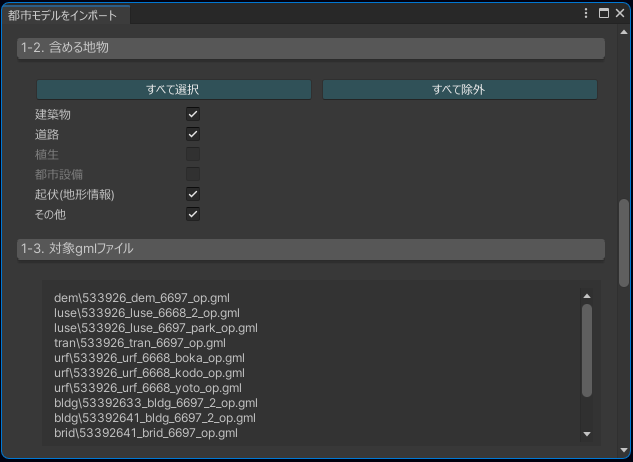 都市モデルをインポート
1-2. 含める地物
すべて選択
すべて除外
建築物
道路
植生
都市設備
起伏(地形情報)
その他
1-3. 対象gmlファイル
dem\533926_dem_6697_op.gml
luse\533926_luse_6668_2_op.gml
luse\533926_luse_6697_park_op.gml
tran\533926_tran_6697_op.gml
urf\533926_urf_6668_boka_op.gml
urf\533926_urf_6668_kodo_op.gml
urf\533926_urf_6668_yoto_op.gml
bldg\53392633_bldg_6697_2_op.gml
bldg\53392641_bldg_6697_2_op.gml
brid\53392641_brid_6697_op.gml